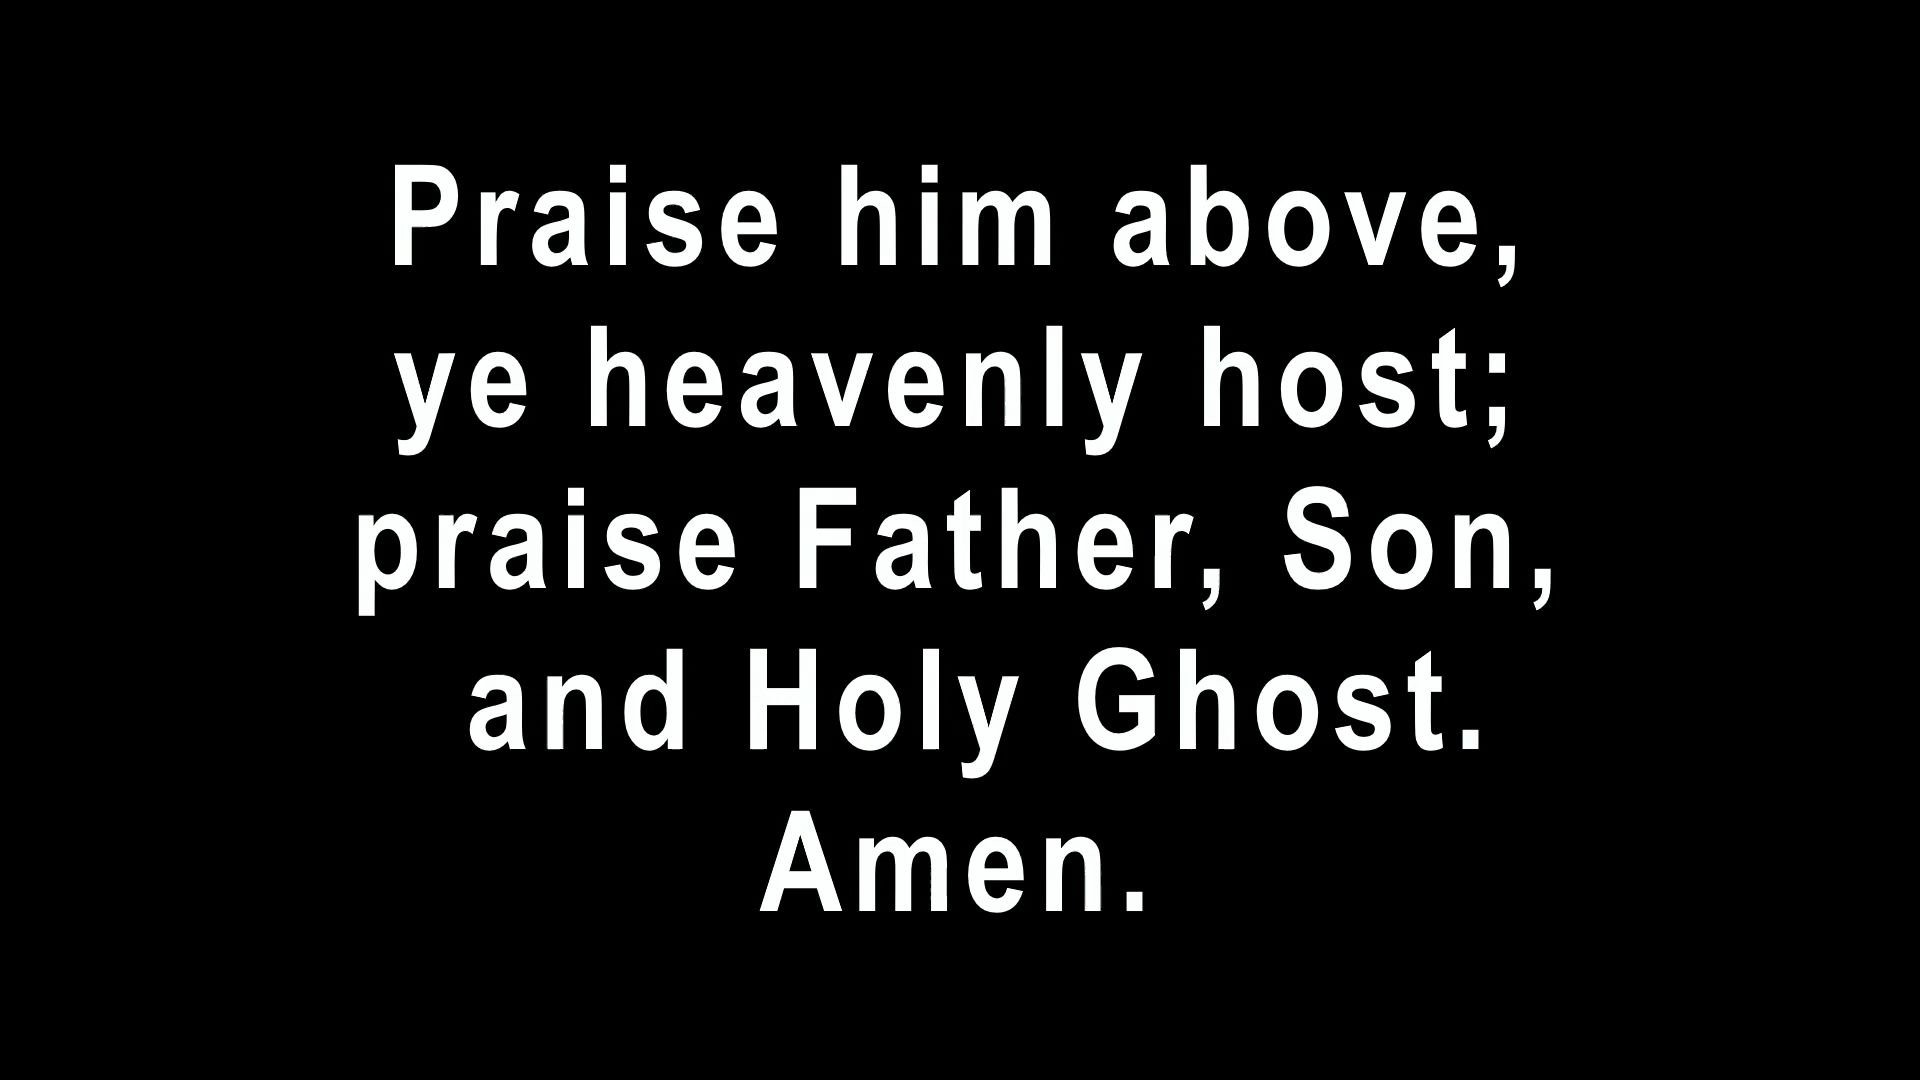 Praise him above,
ye heavenly host;
praise Father, Son,
and Holy Ghost.
Amen.